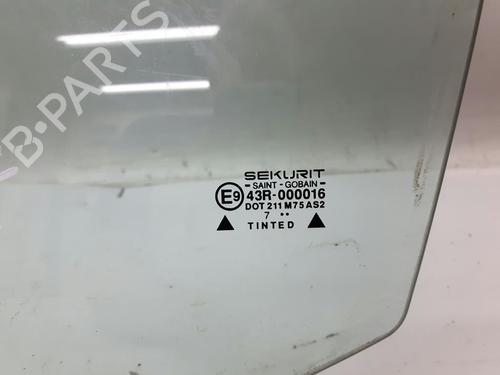 B-PARTS
SEKURIT
SAINT - GOBAIN
E9 43R-000016
DOT 211 M75 AS2
7 ••
TINTED